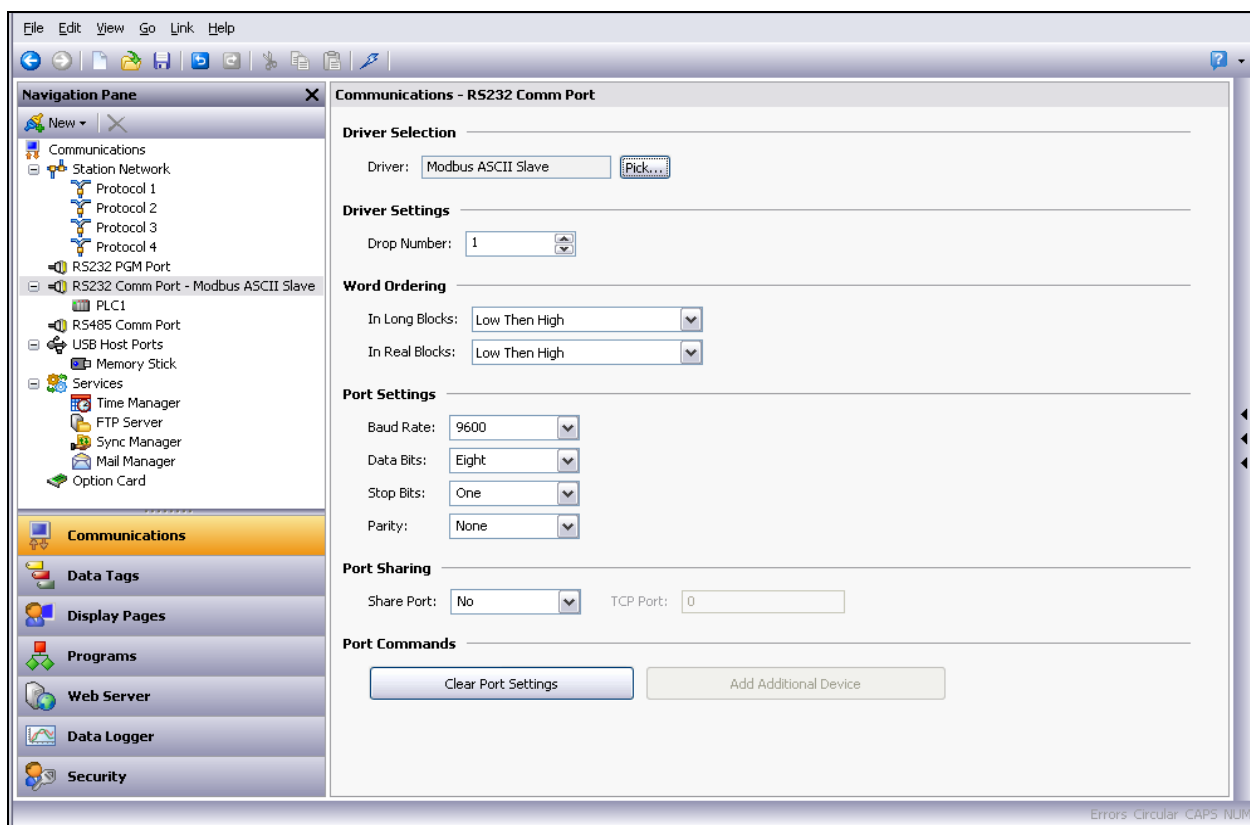 File Edit View Go Link Help
Navigation Pane
New
Communications
Station Network
Protocol 1
Protocol 2
Protocol 3
Protocol 4
RS232 PGM Port
RS232 Comm Port - Modbus ASCII Slave
PLC1
RS485 Comm Port
USB Host Ports
Memory Stick
Services
Time Manager
FTP Server
Sync Manager
Mail Manager
Option Card
Communications
Data Tags
Display Pages
Programs
Web Server
Data Logger
Security
Communications - RS232 Comm Port
Driver Selection
Driver: Modbus ASCII Slave Pick...
Driver Settings
Drop Number: 1
Word Ordering
In Long Blocks: Low Then High
In Real Blocks: Low Then High
Port Settings
Baud Rate: 9600
Data Bits: Eight
Stop Bits: One
Parity: None
Port Sharing
Share Port: No TCP Port: 0
Port Commands
Clear Port Settings Add Additional Device
Errors Circular CAPS NUM